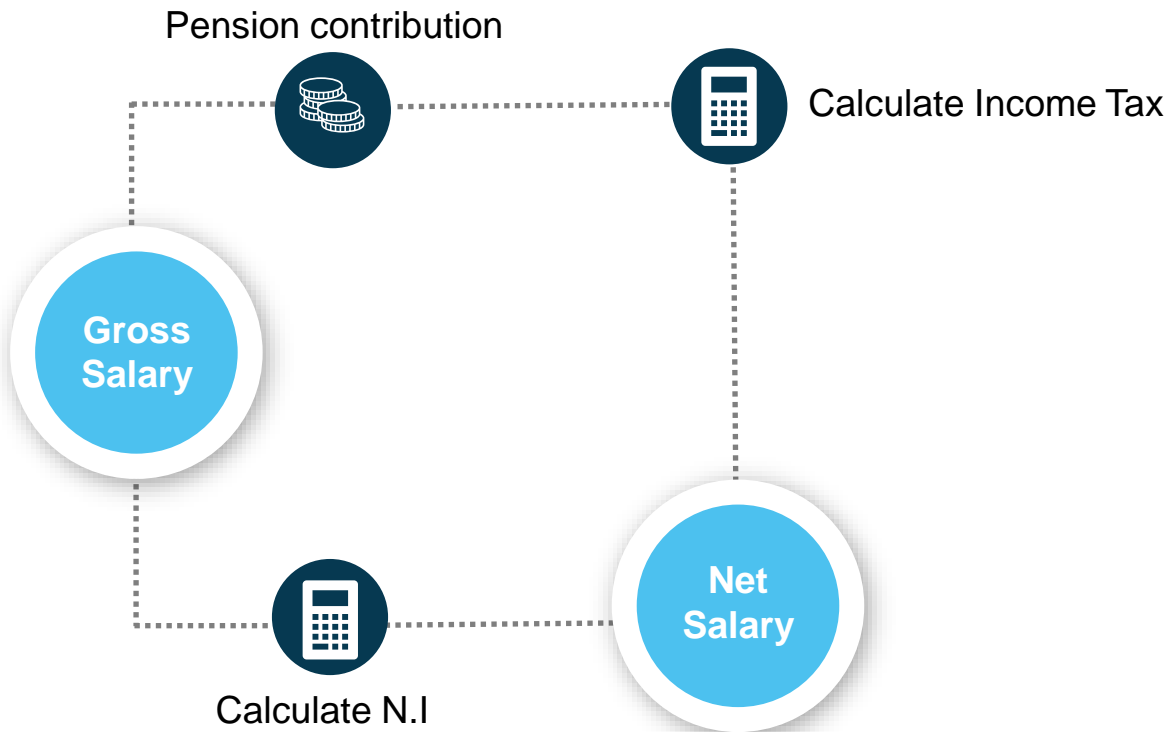 Pension contribution
Calculate Income Tax
Gross
Salary
Net
Salary
Calculate N.I